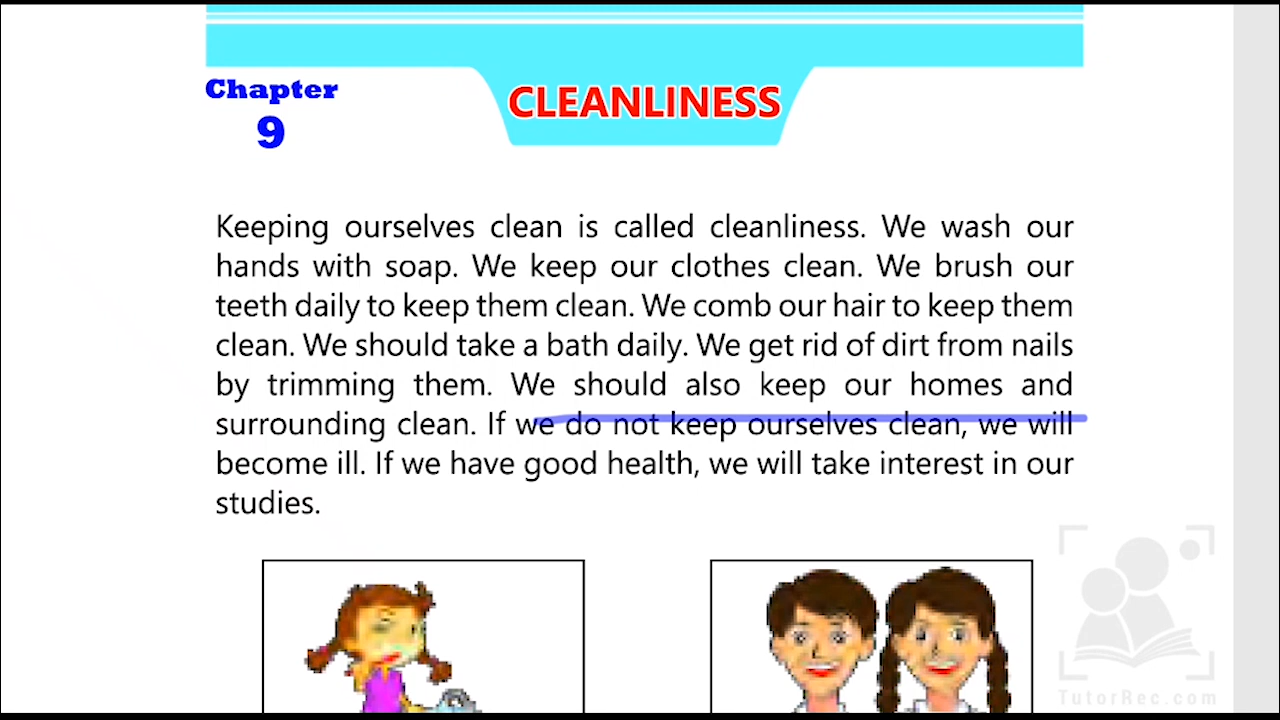 Chapter
9
CLEANLINESS
Keeping ourselves clean is called cleanliness. We wash our
hands with soap. We keep our clothes clean. We brush our
teeth daily to keep them clean. We comb our hair to keep them
clean. We should take a bath daily. We get rid of dirt from nails
by trimming them. We should also keep our homes and
surrounding clean. If we do not keep ourselves clean, we will
become ill. If we have good health, we will take interest in our
studies.
TutorRec.com